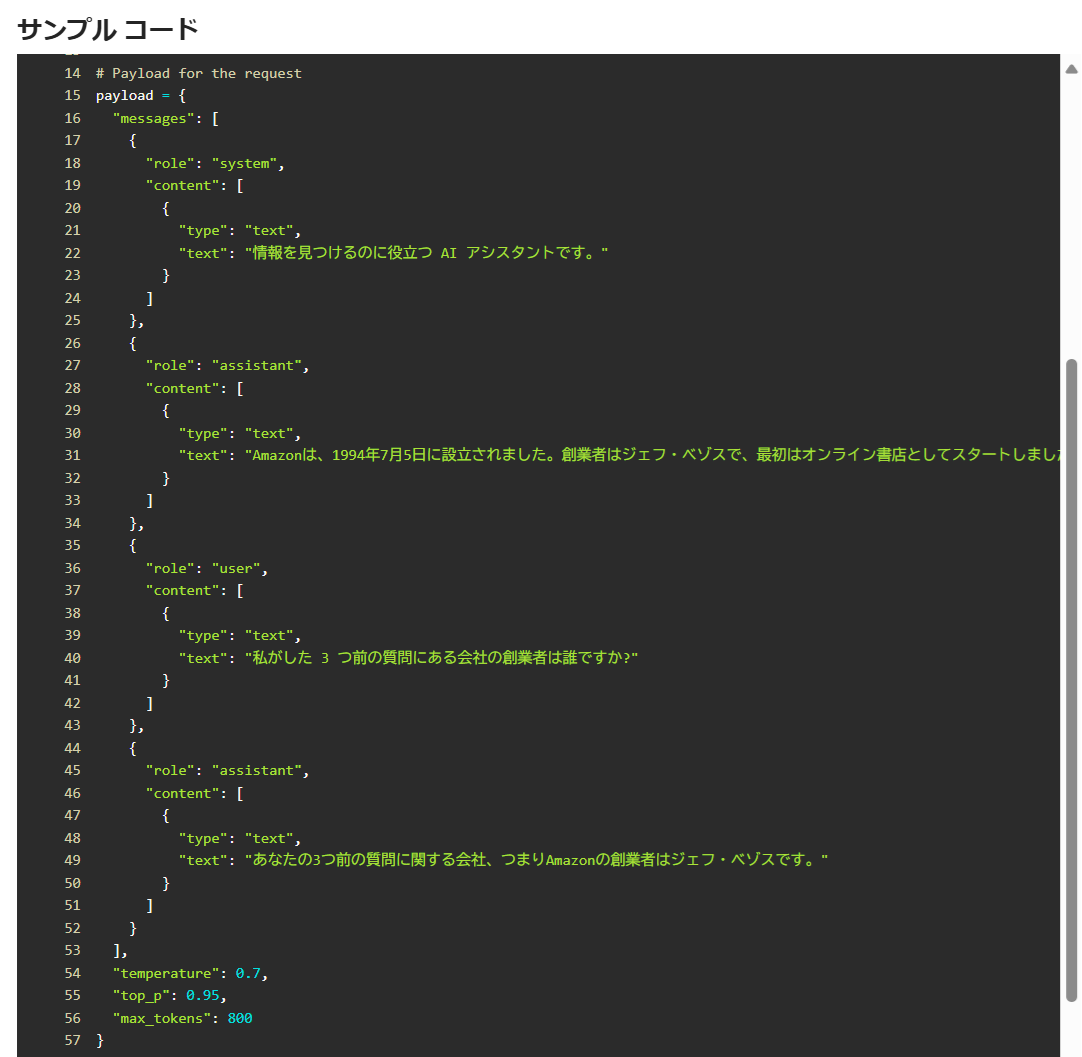 サンプル コード
14 # Payload for the request
15 payload = {
16 "messages": [
17 {
18 "role": "system",
19 "content": [
20 {
21 "type": "text",
22 "text": "情報を見つけるのに役立つ AI アシスタントです。"
23 }
24 ]
25 },
26 {
27 "role": "assistant",
28 "content": [
29 {
30 "type": "text",
31 "text": "Amazonは、1994年7月5日に設立されました。創業者はジェフ・ベゾスで、最初はオンライン書店としてスタートしまし
32 }
33 ]
34 },
35 {
36 "role": "user",
37 "content": [
38 {
39 "type": "text",
40 "text": "私がした 3 つ前の質問にある会社の創業者は誰ですか?"
41 }
42 ]
43 },
44 {
45 "role": "assistant",
46 "content": [
47 {
48 "type": "text",
49 "text": "あなたの3つ前の質問に関する会社、つまりAmazonの創業者はジェフ・ベゾスです。"
50 }
51 ]
52 }
53 ],
54 "temperature": 0.7,
55 "top_p": 0.95,
56 "max_tokens": 800
57 }